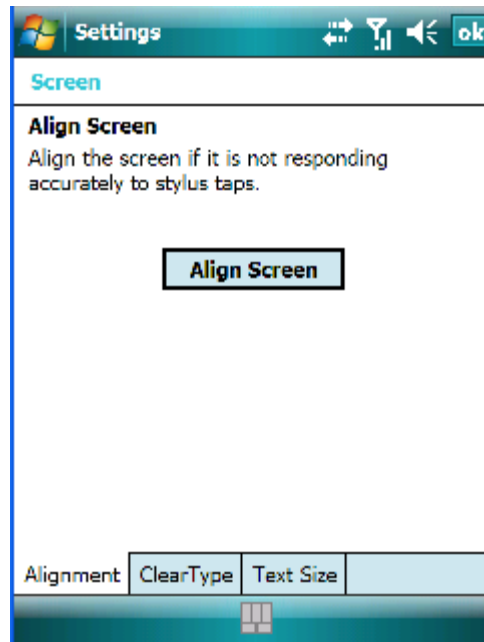 Settings
ok
Screen
Align Screen
Align the screen if it is not responding
accurately to stylus taps.
Align Screen
Alignment ClearType Text Size